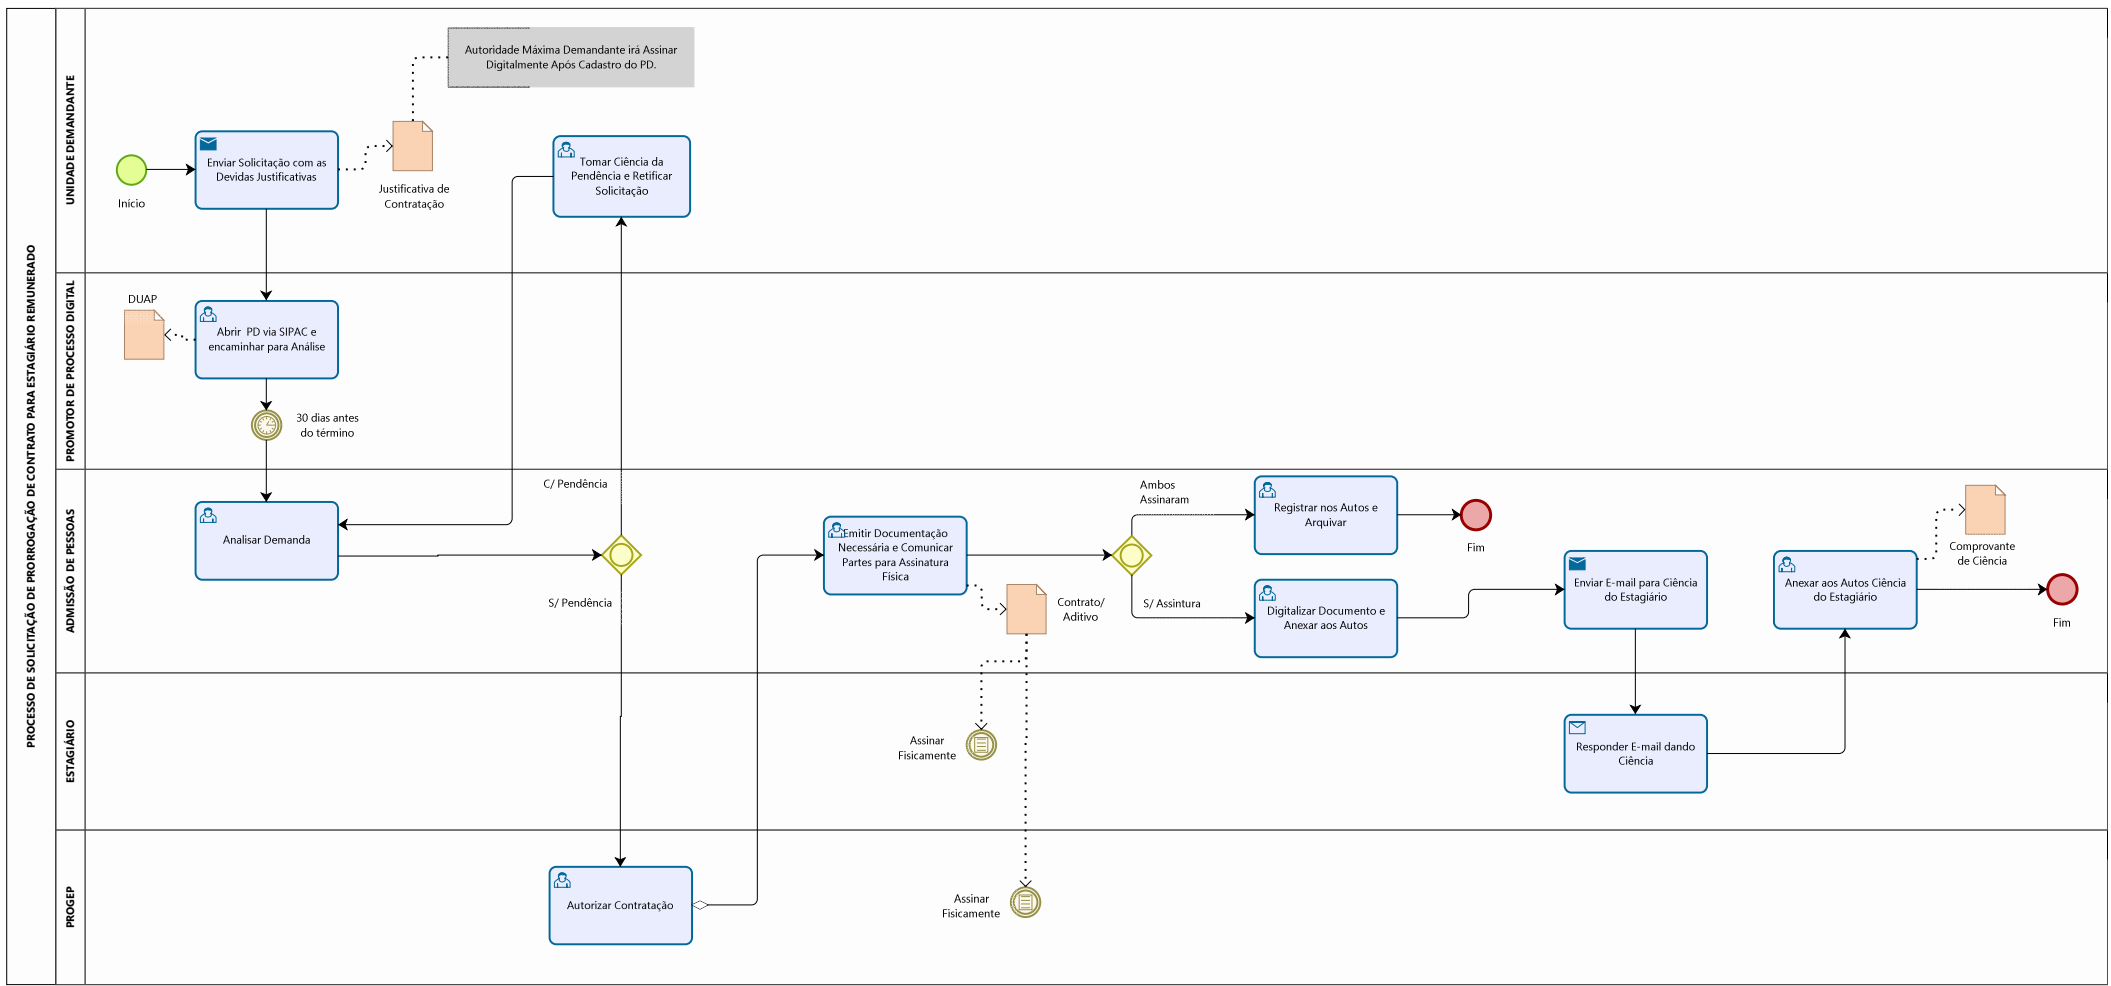 PROCESSO DE SOLICITAÇÃO DE PRORROGAÇÃO DE CONTRATO PARA ESTAGIÁRIO REMUNERADO
UNIDADE DEMANDANTE
Autoridade Máxima Demandante irá Assinar
Digitalmente Após Cadastro do PD.
Início
Enviar Solicitação com as
Devidas Justificativas
Justificativa de
Contratação
Tomar Ciência da
Pendência e Retificar
Solicitação
PROMOTOR DE PROCESSO DIGITAL
DUAP
Abrir  PD via SIPAC e
encaminhar para Análise
30 dias antes
do término
ADMISSÃO DE PESSOAS
Analisar Demanda
C/ Pendência
S/ Pendência
Emitir Documentação
Necessária e Comunicar
Partes para Assinatura
Física
Contrato/
Aditivo
Ambos
Assinaram
S/ Assintura
Registrar nos Autos e
Arquivar
Fim
Digitalizar Documento e
Anexar aos Autos
Enviar E-mail para Ciência
do Estagiário
Anexar aos Autos Ciência
do Estagiário
Comprovante
de Ciência
Fim
ESTAGIÁRIO
Assinar
Fisicamente
Responder E-mail dando
Ciência
PROGEP
Autorizar Contratação
Assinar
Fisicamente